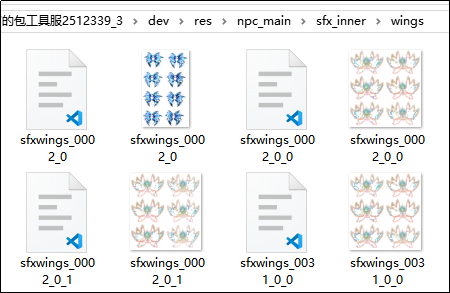 的包工具服2512339_3 > dev > res > npc_main > sfx_inner > wings
sfxwings_000
2_0
sfxwings_000
2_0
sfxwings_000
2_0_0
sfxwings_000
2_0_0
sfxwings_000
2_0_1
sfxwings_000
2_0_1
sfxwings_003
1_0_0
sfxwings_003
1_0_0